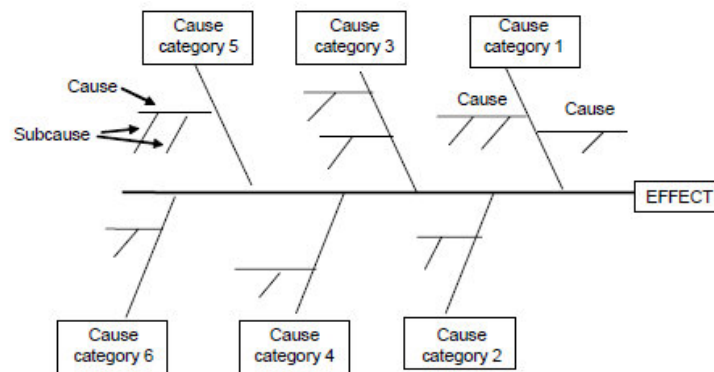 Cause
category 5
Cause
category 3
Cause
category 1
Cause
Cause
Cause
Subcause
EFFECT
Cause
category 6
Cause
category 4
Cause
category 2